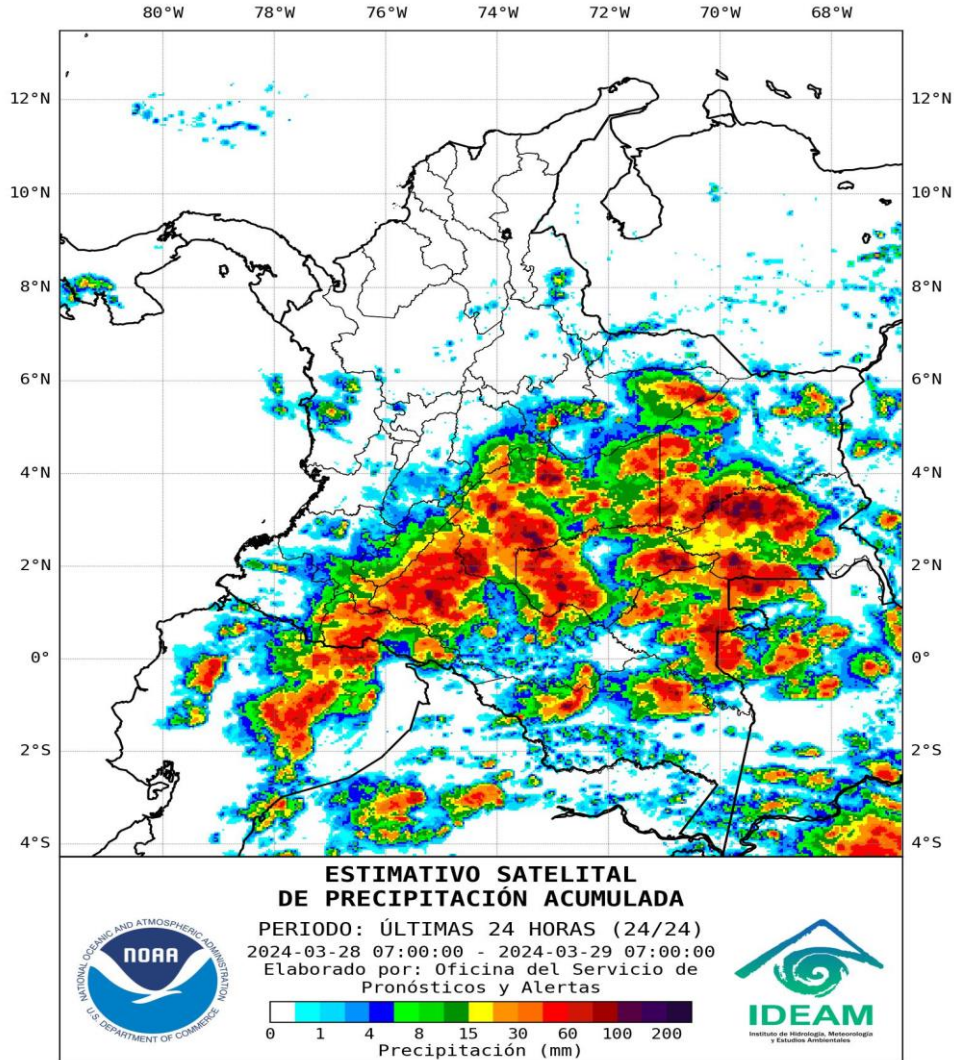 80°W 78°W 76°W 74°W 72°W 70°W 68°W
12°N 12°N
10°N 10°N
8°N 8°N
6°N 6°N
4°N 4°N
2°N 2°N
0° 0°
2°S 2°S
4°S 4°S
ESTIMATIVO SATELITAL
DE PRECIPITACIÓN ACUMULADA
PERIODO: ÚLTIMAS 24 HORAS (24/24)
2024-03-28 07:00:00 - 2024-03-29 07:00:00
Elaborado por: Oficina del Servicio de
Pronósticos y Alertas
0 1 4 8 15 30 60 100 200
Precipitación (mm)
NATIONAL OCEANIC AND ATMOSPHERIC ADMINISTRATION
NOAA
U.S. DEPARTMENT OF COMMERCE
IDEAM
Instituto de Hidrología, Meteorología
y Estudios Ambientales